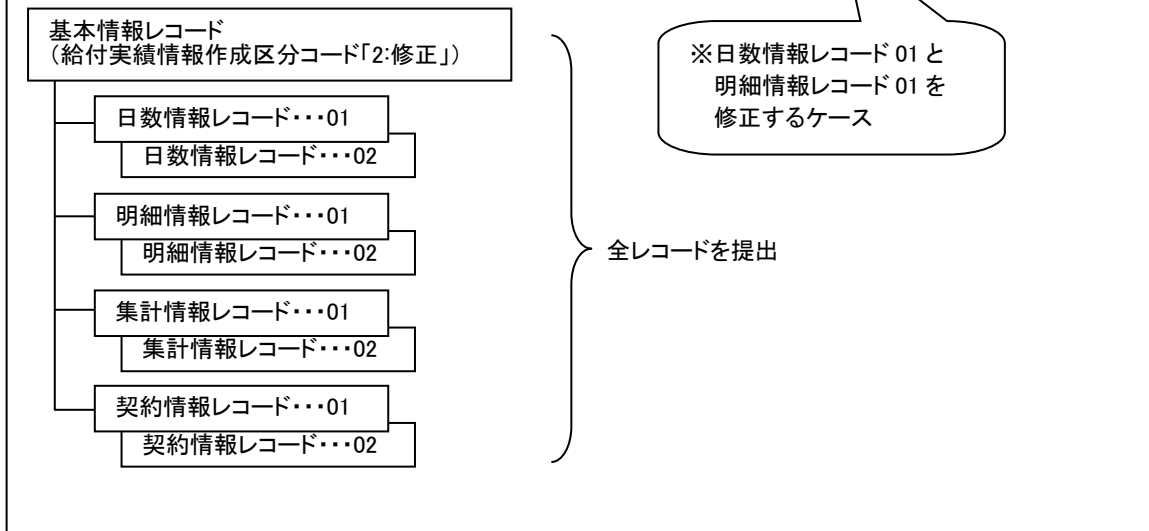 基本情報レコード
（給付実績情報作成区分コード「2:修正」）
※日数情報レコード 01 と
明細情報レコード 01 を
修正するケース
日数情報レコード・・・01
日数情報レコード・・・02
明細情報レコード・・・01
明細情報レコード・・・02
全レコードを提出
集計情報レコード・・・01
集計情報レコード・・・02
契約情報レコード・・・01
契約情報レコード・・・02